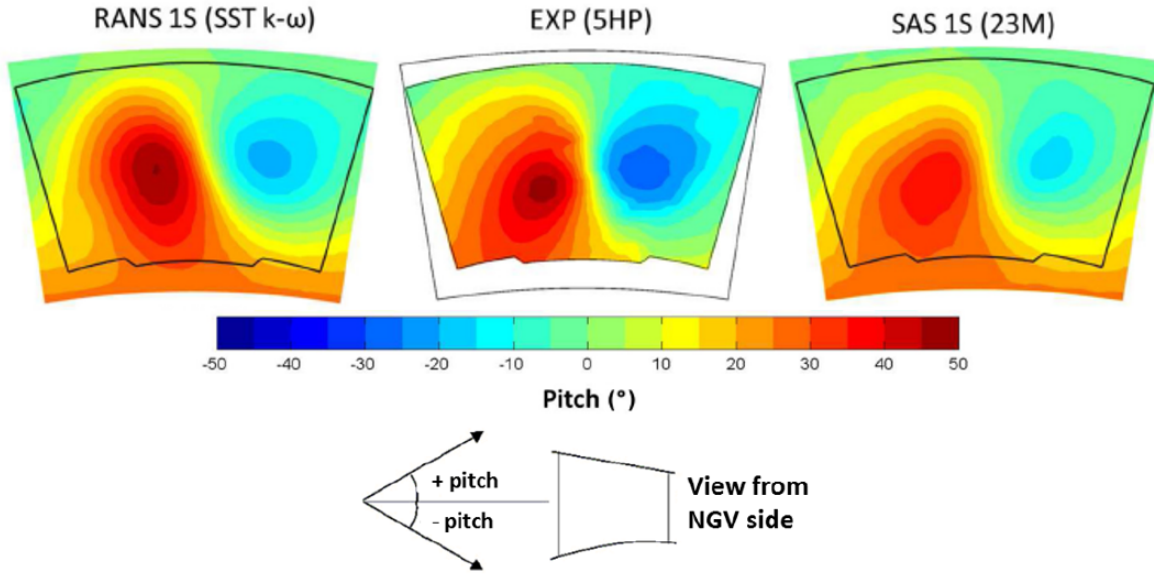 RANS 1S (SST k-ω)
EXP (5HP)
SAS 1S (23M)
-50 -40 -30 -20 -10 0 10 20 30 40 50
Pitch (°)
+ pitch
- pitch
View from
NGV side